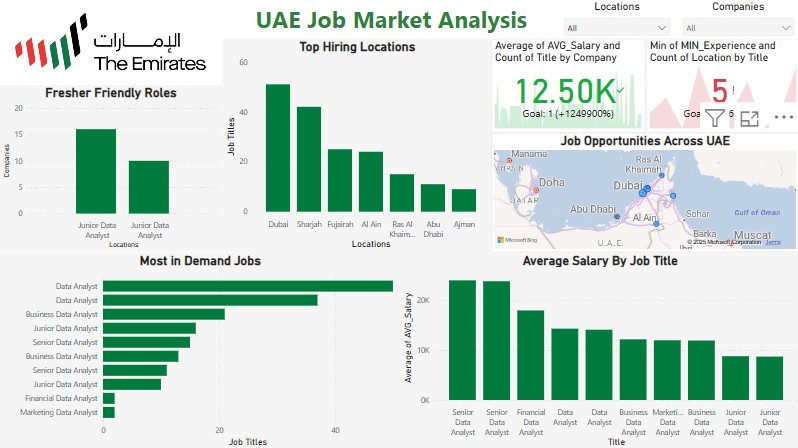 الإمارات
The Emirates
UAE Job Market Analysis
Locations
All
Companies
All
Fresher Friendly Roles
Companies
20
15
10
5
0
Junior Data
Analyst
Junior Data
Analyst
Locations
Top Hiring Locations
Job Titles
60
40
20
0
Dubai
Sharjah
Fujairah
Al Ain
Ras Al
Khaim...
Abu
Dhabi
Ajman
Locations
Average of AVG_Salary and
Count of Title by Company
12.50K
Goal: 1 (+1249900%)
Min of MIN_Experience and
Count of Location by Title
5!
Job Opportunities Across UAE
Manama
Doha
QATAR
Ras Al
Khaimah
Dubai
Abu Dhabi
Al Ain
Sohar
Gulf of Oman
Barka
Muscat
U.A.E.
Microsoft Bing
© 2025 Microsoft Corporation
Most in Demand Jobs
Data Analyst
Data Analyst
Business Data Analyst
Junior Data Analyst
Senior Data Analyst
Business Data Analyst
Senior Data Analyst
Junior Data Analyst
Financial Data Analyst
Marketing Data Analyst
0
20
40
Job Titles
Average Salary By Job Title
Average of AVG_Salary
20K
10K
0K
Senior
Data
Analyst
Senior
Data
Analyst
Financial
Data
Analyst
Data
Analyst
Data
Analyst
Business
Data
Analyst
Marketi...
Data
Analyst
Business
Data
Analyst
Junior
Data
Analyst
Junior
Data
Analyst
Title